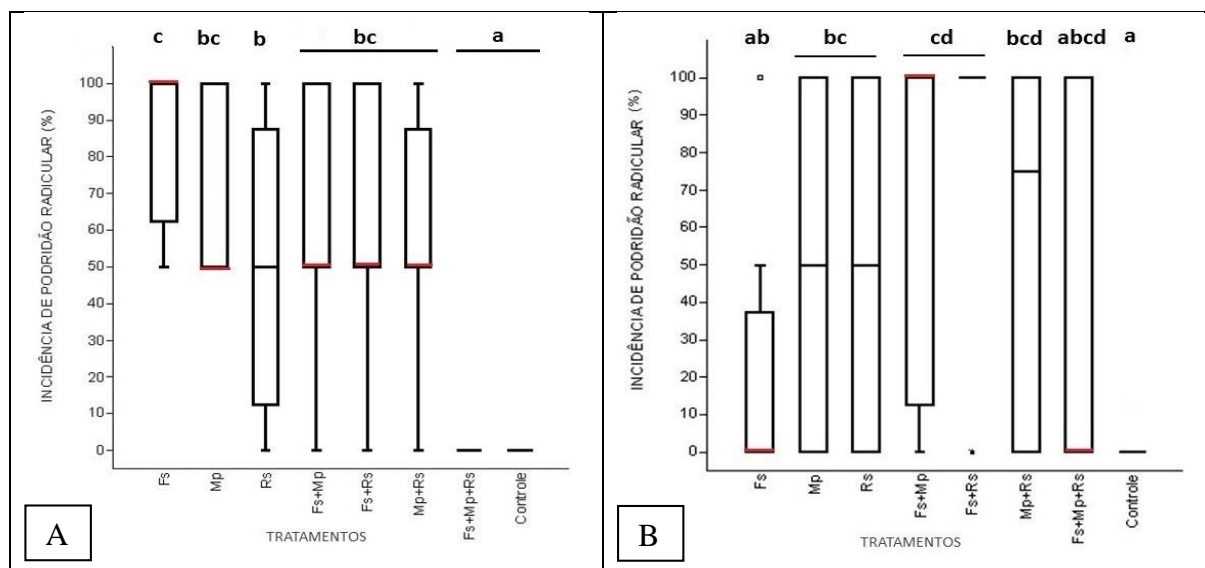 c bc b bc a
INCIDÊNCIA DE PODRIDÃO RADICULAR (%)
100
90
80
70
60
50
40
30
20
10
0
Fs Mp Rs Fs+Mp Fs+Rs Mp+Rs Fs+Mp+Rs Controle
TRATAMENTOS
A
ab bc cd bcd abcd a
INCIDÊNCIA DE PODRIDÃO RADICULAR (%)
100
90
80
70
60
50
40
30
20
10
0
Fs Mp Rs Fs+Mp Fs+Rs Mp+Rs Fs+Mp+Rs Controle
TRATAMENTOS
B